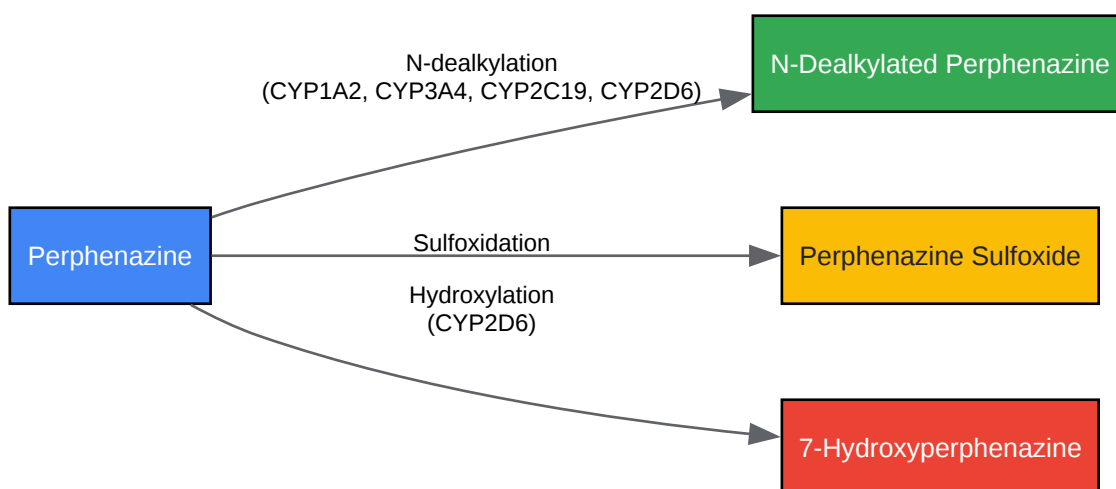 N-dealkylation
(CYP1A2, CYP3A4, CYP2C19, CYP2D6)
N-Dealkylated Perphenazine
Perphenazine
Sulfoxidation
Perphenazine Sulfoxide
Hydroxylation
(CYP2D6)
7-Hydroxyperphenazine